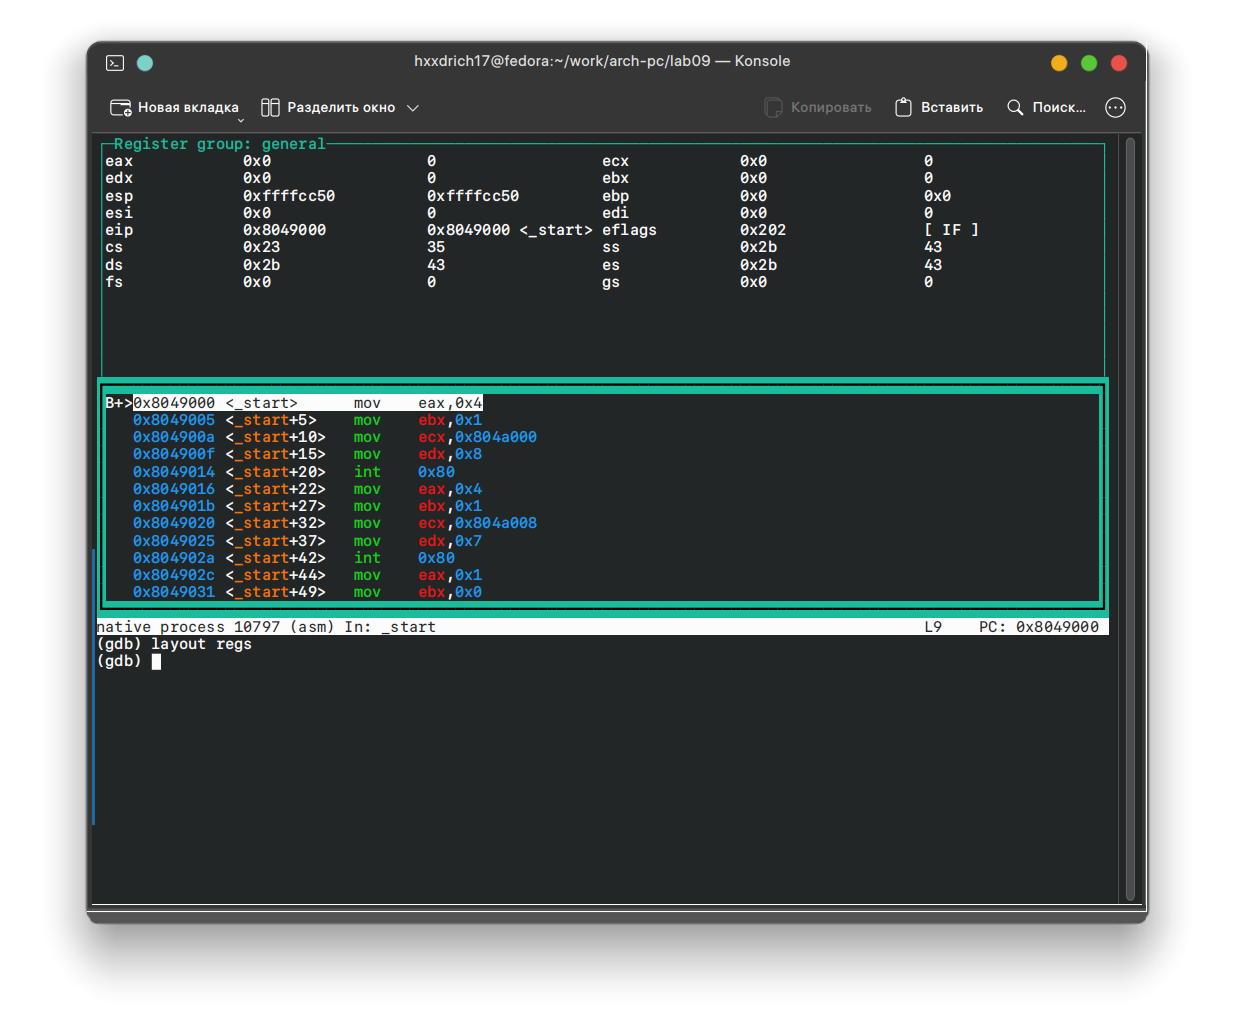 hxxdrich17@fedora:~/work/arch-pc/lab09 — Konsole
Новая вкладка Разделить окно Копировать Вставить Поиск...
Register group: general
eax 0x0 0 ecx 0x0 0
edx 0x0 0 ebx 0x0 0
esp 0xffffcc50 0xffffcc50 ebp 0x0 0x0
esi 0x0 0 edi 0x0 0
eip 0x8049000 0x8049000 <_start> eflags 0x202 [ IF ]
cs 0x23 35 ss 0x2b 43
ds 0x2b 43 es 0x2b 43
fs 0x0 0 gs 0x0 0
B+>0x8049000 <_start> mov eax,0x4
0x8049005 <_start+5> mov ebx,0x1
0x804900a <_start+10> mov ecx,0x804a000
0x804900f <_start+15> mov edx,0x8
0x8049014 <_start+20> int 0x80
0x8049016 <_start+22> mov eax,0x4
0x804901b <_start+27> mov ebx,0x1
0x8049020 <_start+32> mov ecx,0x804a008
0x8049025 <_start+37> mov edx,0x7
0x804902a <_start+42> int 0x80
0x804902c <_start+44> mov eax,0x1
0x8049031 <_start+49> mov ebx,0x0
native process 10797 (asm) In: _start L9 PC: 0x8049000
(gdb) layout regs
(gdb)